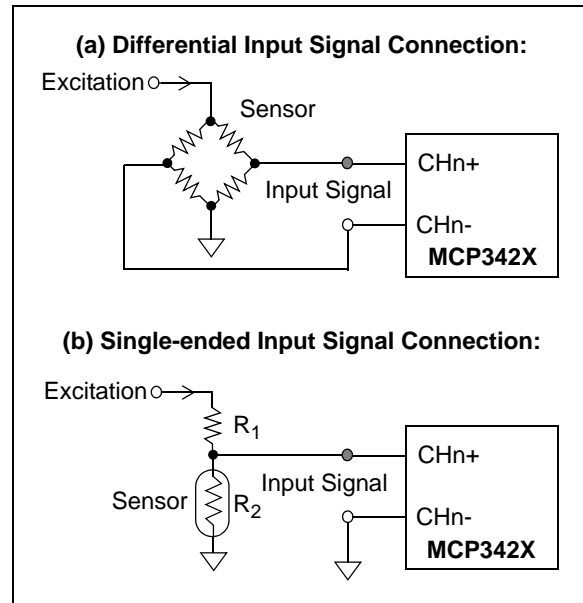 (a) Differential Input Signal Connection:
Excitation
Sensor
CHn+
Input Signal
CHn-
MCP342X
(b) Single-ended Input Signal Connection:
Excitation
R1
CHn+
Input Signal
Sensor
R2
CHn-
MCP342X